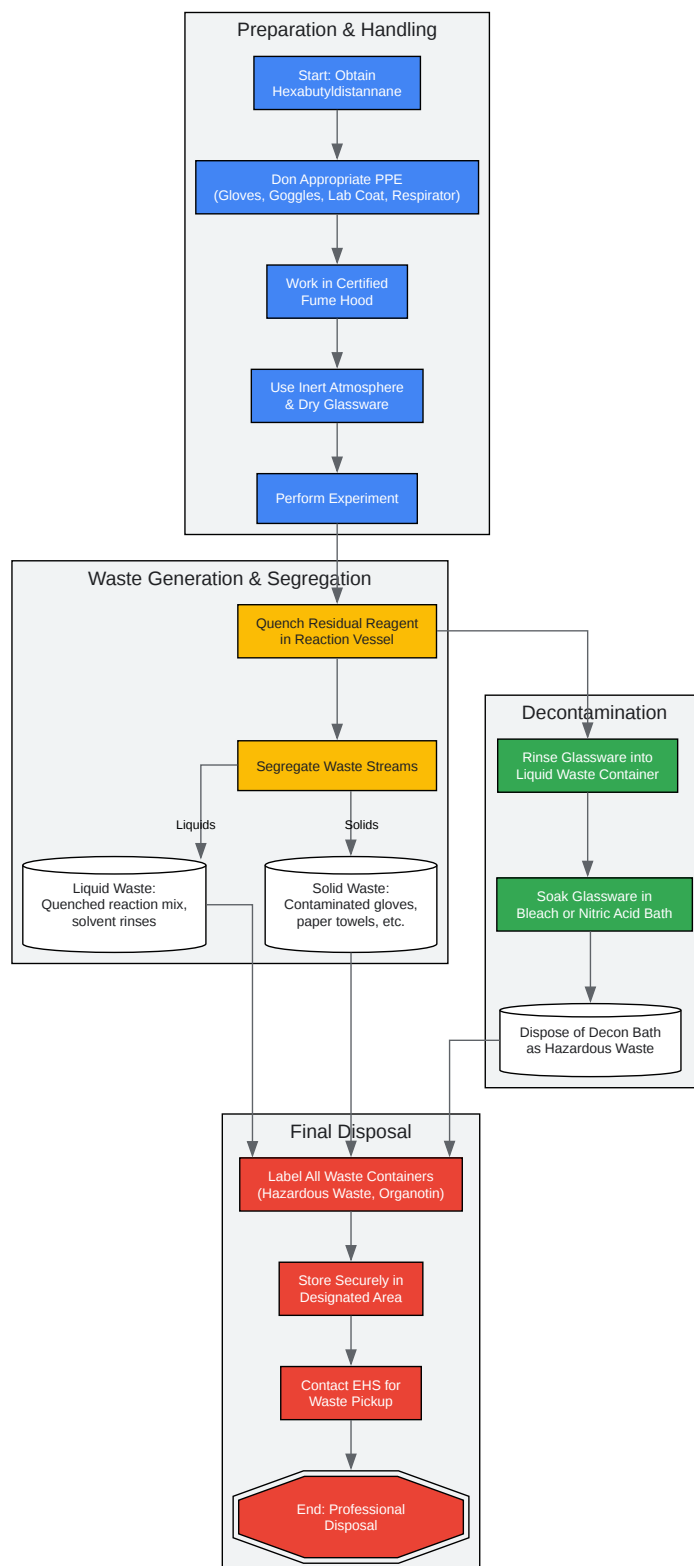 Preparation & Handling
Start: Obtain
Hexabutyldistannane
Don Appropriate PPE
(Gloves, Goggles, Lab Coat, Respirator)
Work in Certified
Fume Hood
Use Inert Atmosphere
& Dry Glassware
Perform Experiment
Waste Generation & Segregation
Quench Residual Reagent
in Reaction Vessel
Segregate Waste Streams
Liquids
Solids
Liquid Waste:
Quenched reaction mix,
solvent rinses
Solid Waste:
Contaminated gloves,
paper towels, etc.
Decontamination
Rinse Glassware into
Liquid Waste Container
Soak Glassware in
Bleach or Nitric Acid Bath
Dispose of Decon Bath
as Hazardous Waste
Final Disposal
Label All Waste Containers
(Hazardous Waste, Organotin)
Store Securely in
Designated Area
Contact EHS for
Waste Pickup
End: Professional
Disposal